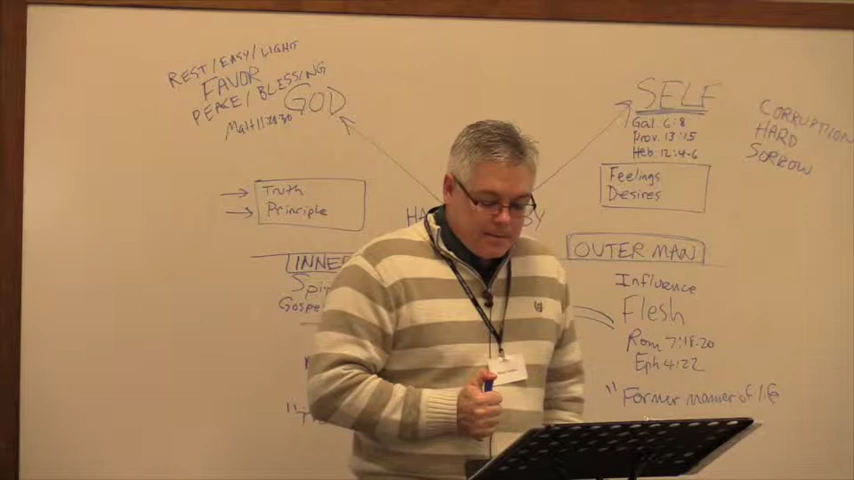 REST/EASY/LIGHT
FAVOR
PEACE/BLESSING
Matt 11:28-30
GOD
Truth
Principle
INNER
SELF
Gal 6:8
Prov. 13:15
Heb 12:4-6
CORRUPTION
HARD
SORROW
Feelings
Desires
OUTER MAN
Influence
Flesh
Rom 7:18-20
Eph 4:22
"Former manner of life